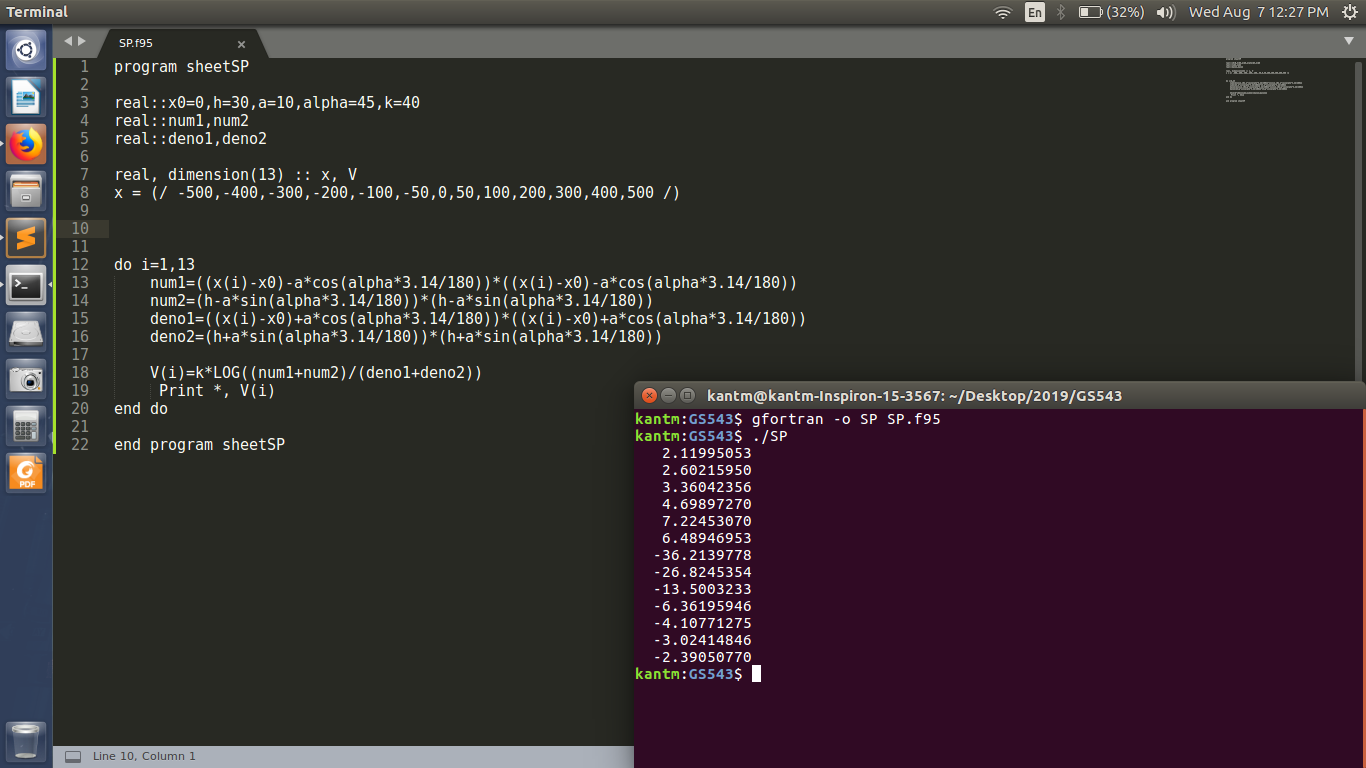 Terminal
En
(32%)
Wed Aug 7 12:27 PM
SP.f95
1 program sheetSP
2
3 real::x0=0,h=30,a=10,alpha=45,k=40
4 real::num1,num2
5 real::deno1,deno2
6
7 real, dimension(13) :: x, V
8 x = (/ -500,-400,-300,-200,-100,-50,0,50,100,200,300,400,500 /)
9
10
11
12 do i=1,13
13 num1=((x(i)-x0)-a*cos(alpha*3.14/180))*((x(i)-x0)-a*cos(alpha*3.14/180))
14 num2=(h-a*sin(alpha*3.14/180))*(h-a*sin(alpha*3.14/180))
15 deno1=((x(i)-x0)+a*cos(alpha*3.14/180))*((x(i)-x0)+a*cos(alpha*3.14/180))
16 deno2=(h+a*sin(alpha*3.14/180))*(h+a*sin(alpha*3.14/180))
17
18 V(i)=k*LOG((num1+num2)/(deno1+deno2))
19 Print *, V(i)
20 end do
21
22 end program sheetSP
kantm@kantm-Inspiron-15-3567: ~/Desktop/2019/GS543
kantm:GS543$ gfortran -o SP SP.f95
kantm:GS543$ ./SP
2.11995053
2.60215950
3.36042356
4.69897270
7.22453070
6.48946953
-36.2139778
-26.8245354
-13.5003233
-6.36195946
-4.10771275
-3.02414846
-2.39050770
kantm:GS543$
PDF
Line 10, Column 1